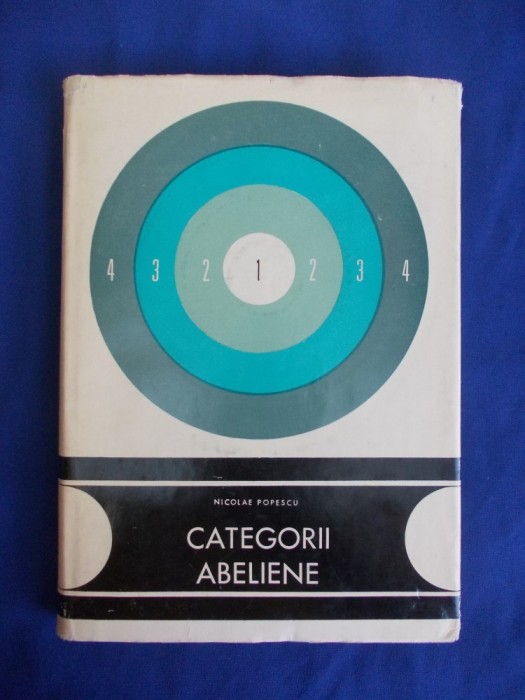 4 3 2 1 2 3 4
NICOLAE POPESCU
CATEGORII
ABELIENE